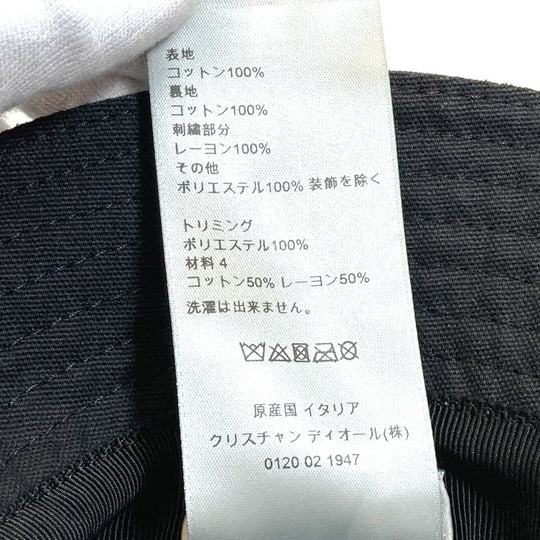 表地
コットン100%
裏地
コットン100%
刺繍部分
レーヨン100%
その他
ポリエステル100% 装飾を除く
トリミング
ポリエステル100%
材料 4
コットン50% レーヨン50%
洗濯は出来ません。
原産国 イタリア
クリスチャン ディオール(株)
0120 02 1947